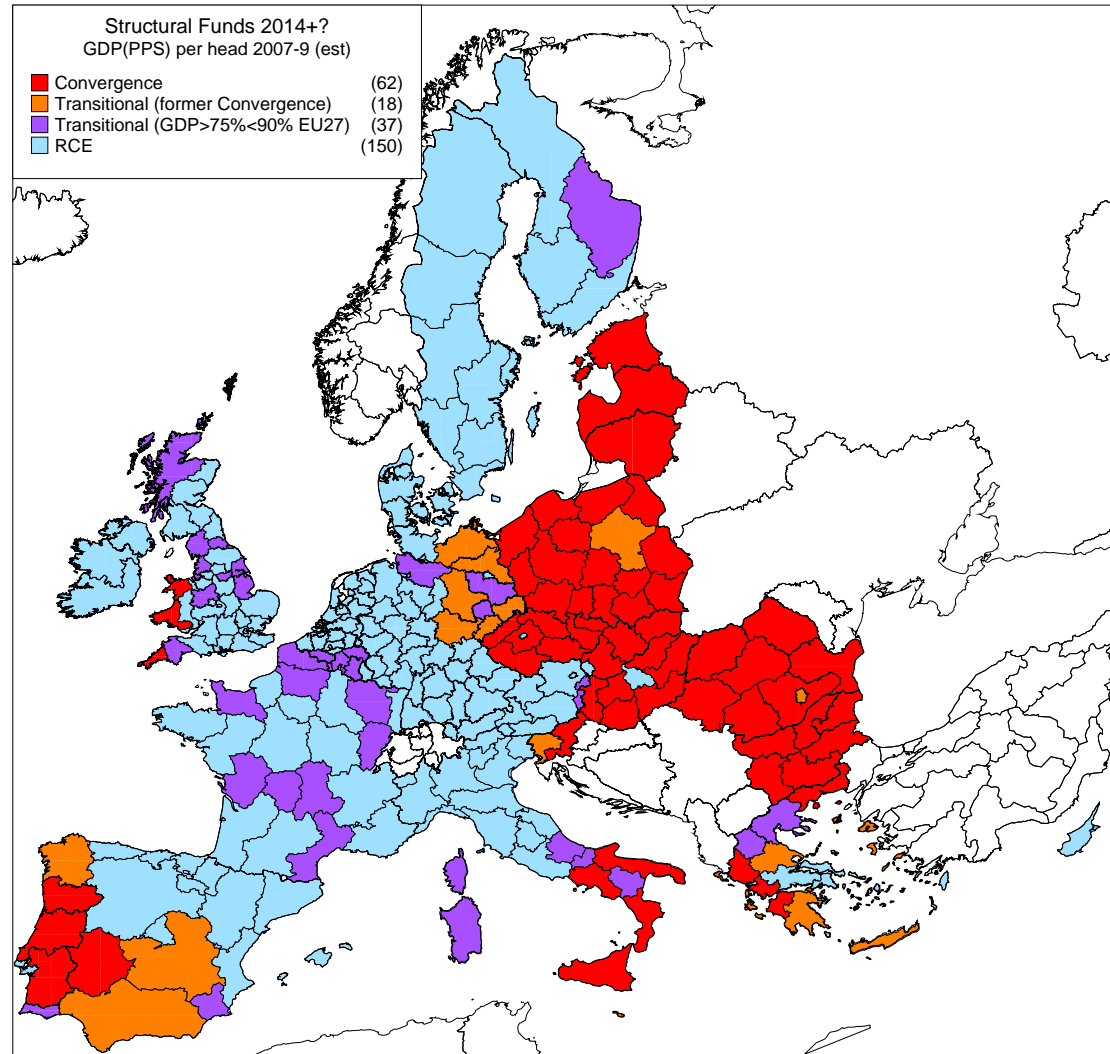 Structural Funds 2014+?
GDP(PPS) per head 2007-9 (est)
Convergence (62)
Transitional (former Convergence) (18)
Transitional (GDP>75%<90% EU27) (37)
RCE (150)